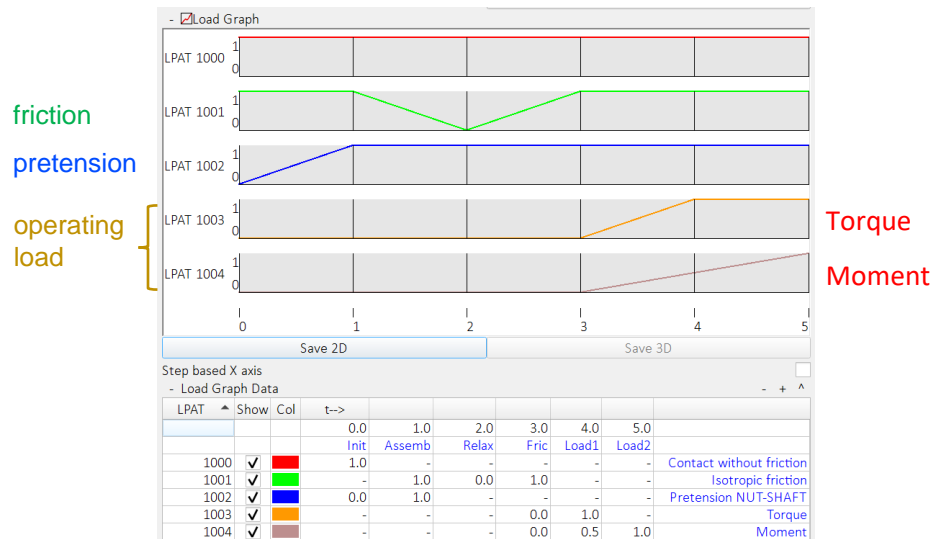 - Load Graph
LPAT 1000 1 0
friction
LPAT 1001 1 0
pretension
LPAT 1002 1 0
operating
load
LPAT 1003 1 0
Torque
LPAT 1004 1 0
Moment
0 1 2 3 4 5
Save 2D Save 3D
Step based X axis
- Load Graph Data - + ^
LPAT Show Col t-->
0.0 1.0 2.0 3.0 4.0 5.0
Init Assemb Relax Fric Load1 Load2
1000 1.0 - - - - - Contact without friction
1001 - 1.0 0.0 1.0 - - Isotropic friction
1002 0.0 1.0 - - - - Pretension NUT-SHAFT
1003 - - - 0.0 1.0 - Torque
1004 - - - 0.0 0.5 1.0 Moment